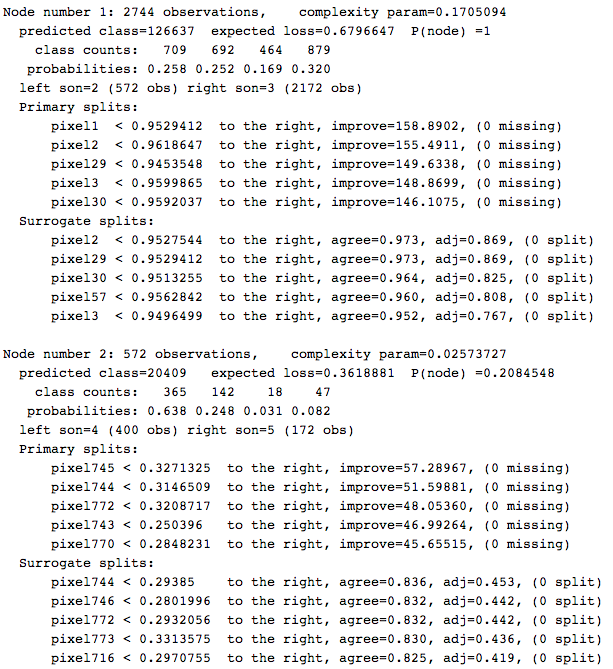 Node number 1: 2744 observations,    complexity param=0.1705094
  predicted class=126637  expected loss=0.6796647  P(node) =1
    class counts:   709   692   464   879
   probabilities: 0.258 0.252 0.169 0.320
  left son=2 (572 obs) right son=3 (2172 obs)
  Primary splits:
      pixel1  < 0.9529412  to the right, improve=158.8902, (0 missing)
      pixel2  < 0.9618647  to the right, improve=155.4911, (0 missing)
      pixel29 < 0.9453548  to the right, improve=149.6338, (0 missing)
      pixel3  < 0.9599865  to the right, improve=148.8699, (0 missing)
      pixel30 < 0.9592037  to the right, improve=146.1075, (0 missing)
  Surrogate splits:
      pixel2  < 0.9527544  to the right, agree=0.973, adj=0.869, (0 split)
      pixel29 < 0.9529412  to the right, agree=0.973, adj=0.869, (0 split)
      pixel30 < 0.9513255  to the right, agree=0.964, adj=0.825, (0 split)
      pixel57 < 0.9562842  to the right, agree=0.960, adj=0.808, (0 split)
      pixel3  < 0.9496499  to the right, agree=0.952, adj=0.767, (0 split)

Node number 2: 572 observations,    complexity param=0.02573727
  predicted class=20409   expected loss=0.3618881  P(node) =0.2084548
    class counts:   365   142    18    47
   probabilities: 0.638 0.248 0.031 0.082
  left son=4 (400 obs) right son=5 (172 obs)
  Primary splits:
      pixel745 < 0.3271325  to the right, improve=57.28967, (0 missing)
      pixel744 < 0.3146509  to the right, improve=51.59881, (0 missing)
      pixel772 < 0.3208717  to the right, improve=48.05360, (0 missing)
      pixel743 < 0.250396   to the right, improve=46.99264, (0 missing)
      pixel770 < 0.2848231  to the right, improve=45.65515, (0 missing)
  Surrogate splits:
      pixel744 < 0.29385    to the right, agree=0.836, adj=0.453, (0 split)
      pixel746 < 0.2801996  to the right, agree=0.832, adj=0.442, (0 split)
      pixel772 < 0.2932056  to the right, agree=0.832, adj=0.442, (0 split)
      pixel773 < 0.3313575  to the right, agree=0.830, adj=0.436, (0 split)
      pixel716 < 0.2970755  to the right, agree=0.825, adj=0.419, (0 split)